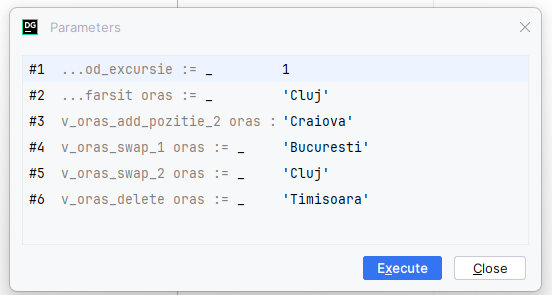 DG Parameters
#1 ...od_excursie := _ 1
#2 ...farsit oras := _ 'Cluj'
#3 v_oras_add_pozitie_2 oras : 'Craiova'
#4 v_oras_swap_1 oras := _ 'Bucuresti'
#5 v_oras_swap_2 oras := _ 'Cluj'
#6 v_oras_delete oras := _ 'Timisoara'
Execute Close